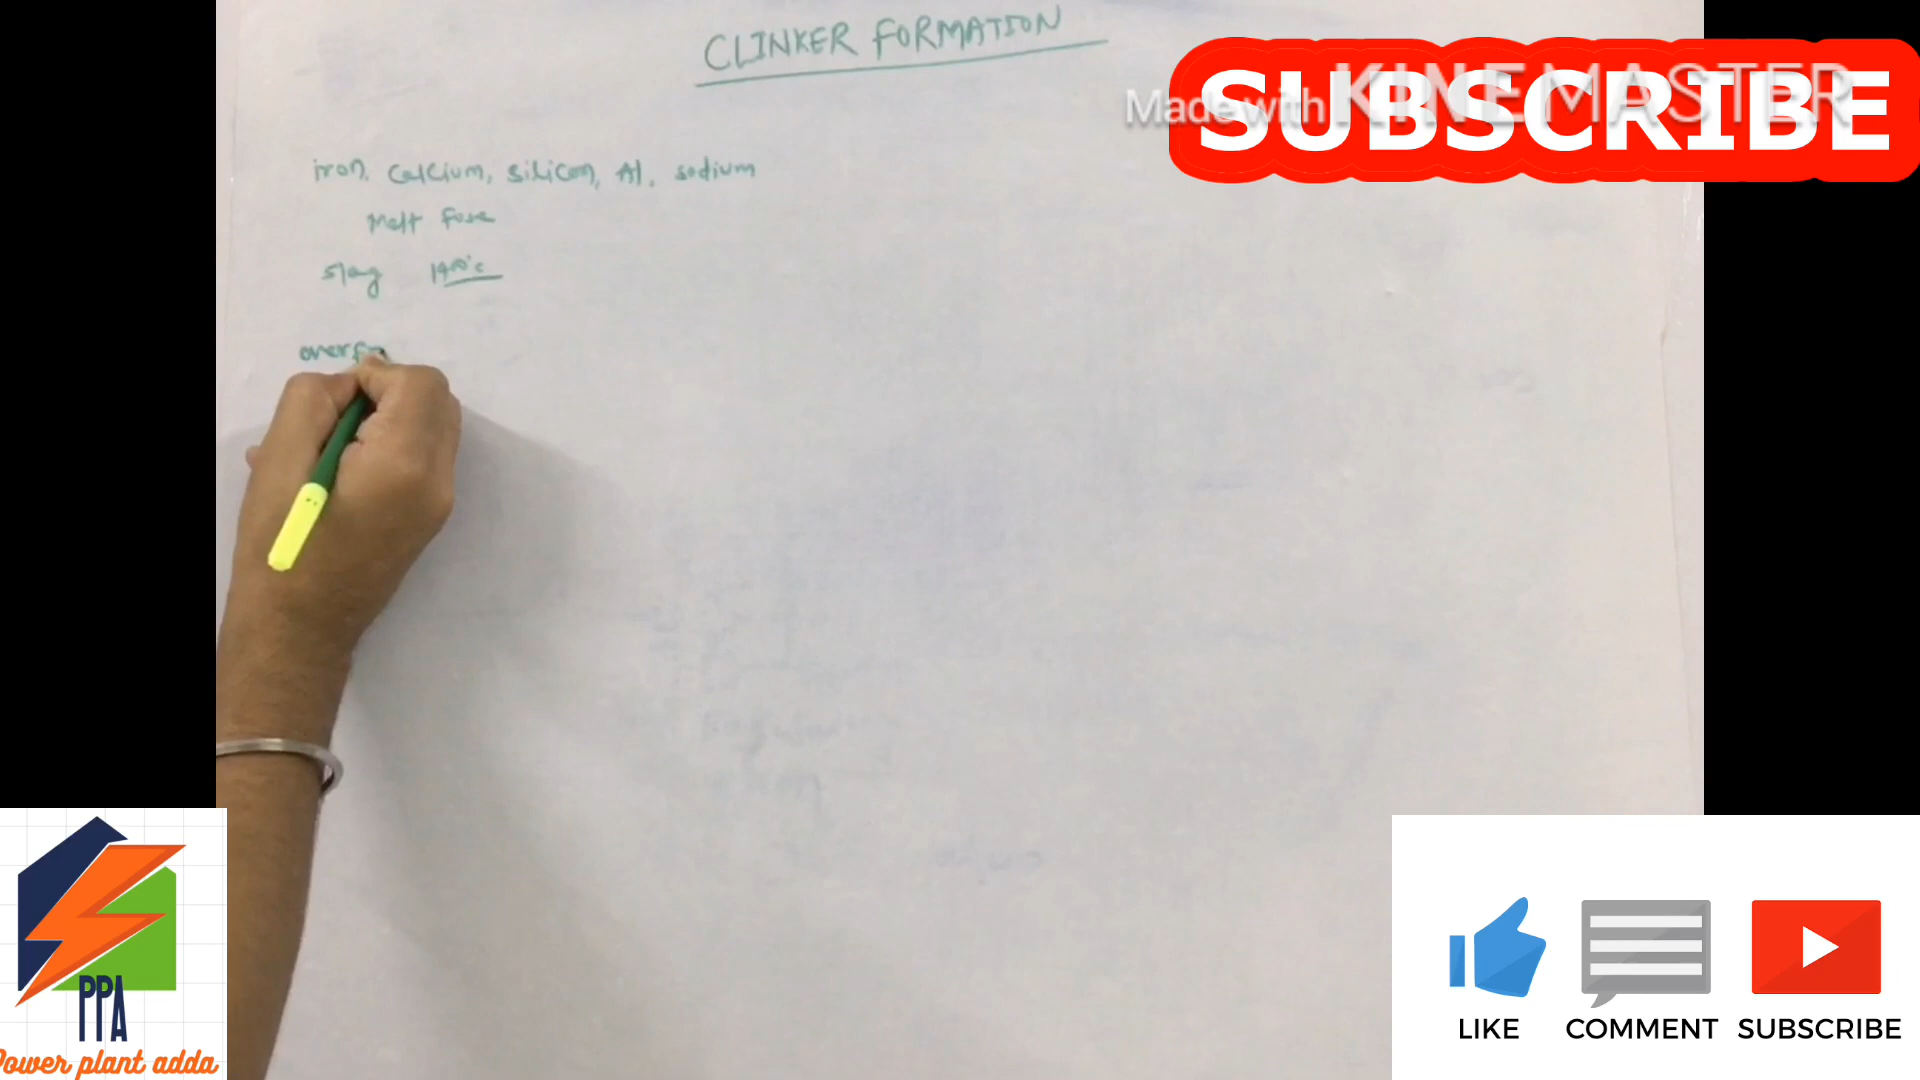 CLINKER FORMATION
SUBSCRIBE
Made with KINEMASTER
iron, Calcium, silicon, Al, sodium
Melt fuse
slag 1400°c
LIKE COMMENT SUBSCRIBE
PPA
Power plant adda